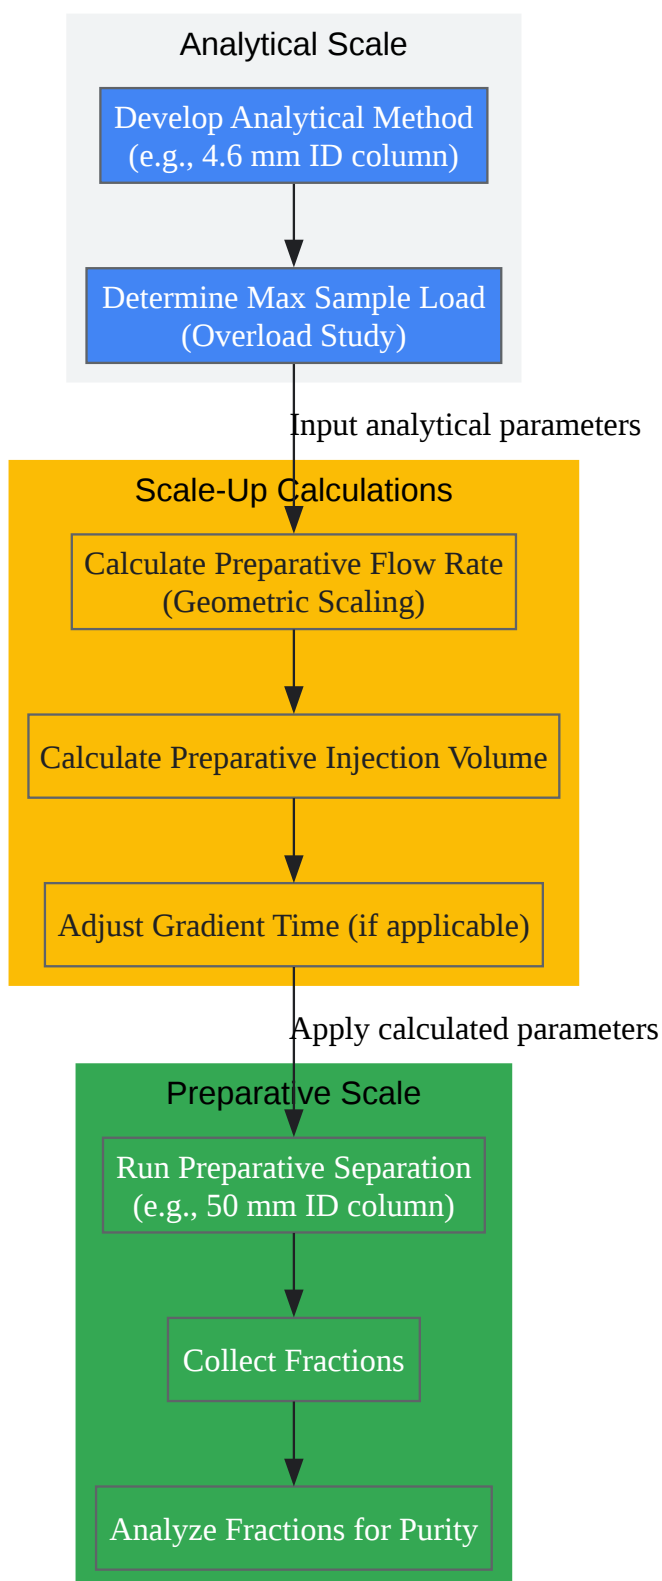 Analytical Scale
Develop Analytical Method
(e.g., 4.6 mm ID column)
Determine Max Sample Load
(Overload Study)
Input analytical parameters
Scale-Up Calculations
Calculate Preparative Flow Rate
(Geometric Scaling)
Calculate Preparative Injection Volume
Adjust Gradient Time (if applicable)
Apply calculated parameters
Preparative Scale
Run Preparative Separation
(e.g., 50 mm ID column)
Collect Fractions
Analyze Fractions for Purity